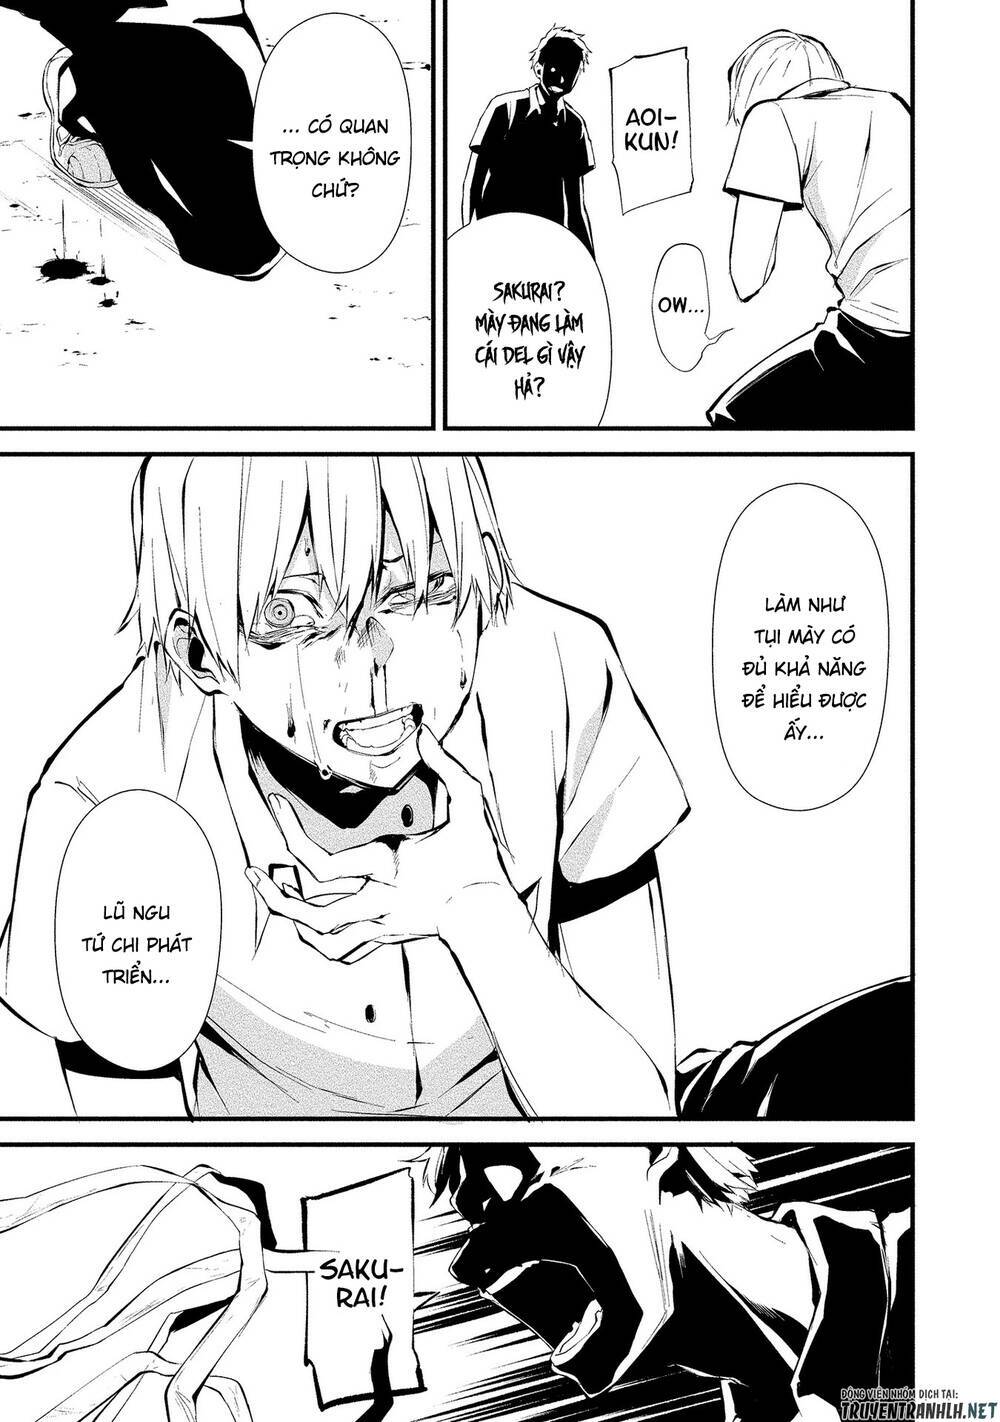 AOI-
KUN!
OW...
SAKURAI?
MÀY ĐANG LÀM
CÁI DEL GÌ VẬY
HẢ?
... CÓ QUAN
TRỌNG KHÔNG
CHỨ?
LÀM NHƯ
TỤI MÀY CÓ
ĐỦ KHẢ NĂNG
ĐỂ HIỂU ĐƯỢC
ẤY...
LŨ NGU
TỨ CHI PHÁT
TRIỂN...
SAKU-
RAI!
ĐỘNG VIÊN NHÓM DỊCH TẠI:
TRUYENTRANHLH.NET